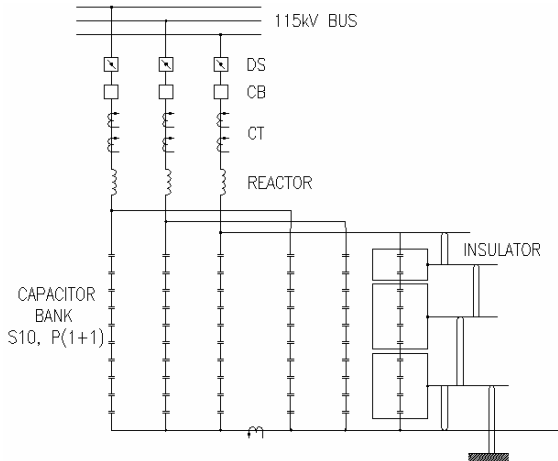 115kV BUS
DS
CB
CT
REACTOR
INSULATOR
CAPACITOR
BANK
S10, P(1+1)